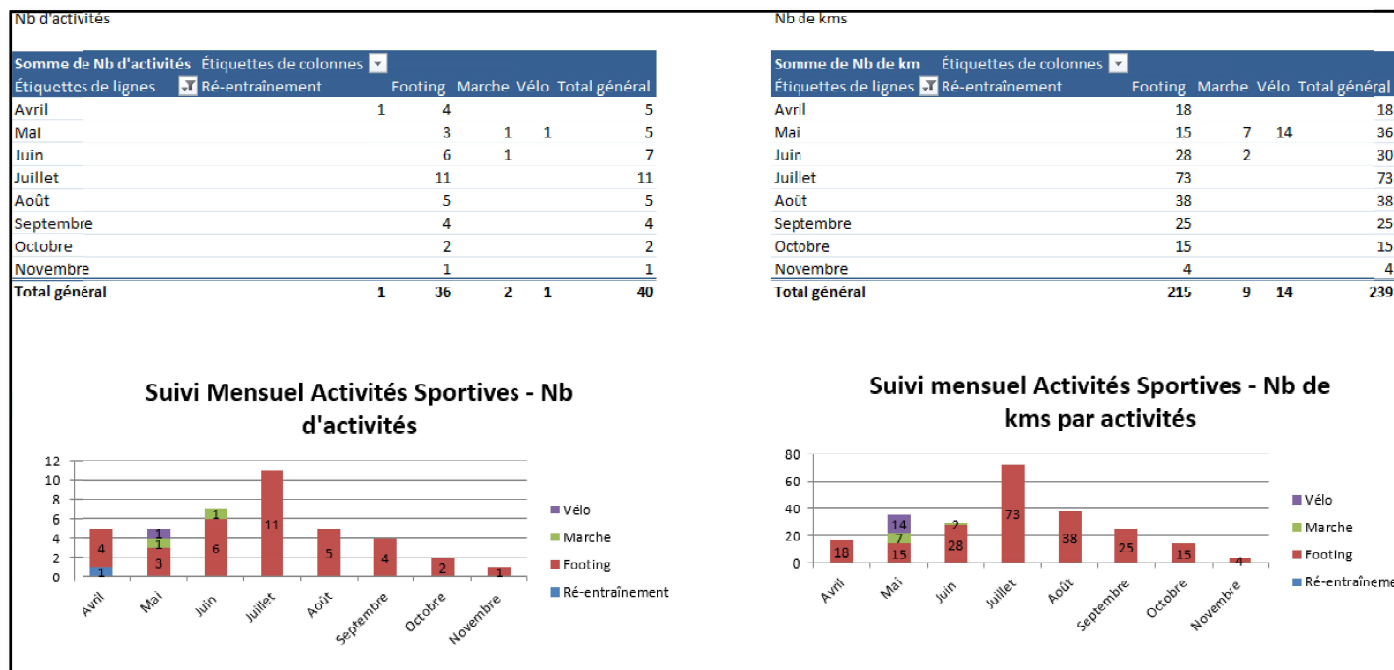 Nb d'activités
Somme de Nb d'activités Étiquettes de colonnes
Étiquettes de lignes Ré-entraînement Footing Marche Vélo Total général
Avril 1 4 5
Mai 3 1 1 5
Juin 6 1 7
Juillet 11 11
Août 5 5
Septembre 4 4
Octobre 2 2
Novembre 1 1
Total général 1 36 2 1 40
Nb de kms
Somme de Nb de km Étiquettes de colonnes
Étiquettes de lignes Ré-entraînement Footing Marche Vélo Total général
Avril 18 18
Mai 15 7 14 36
Juin 28 2 30
Juillet 73 73
Août 38 38
Septembre 25 25
Octobre 15 15
Novembre 4 4
Total général 215 9 14 239
Suivi Mensuel Activités Sportives - Nb
d'activités
12
10
8
6
4
2
0
4
1
1
1
3
1
6
11
5
4
2
1
Avril
Mai
Juin
Juillet
Août
Septembre
Octobre
Novembre
Vélo
Marche
Footing
Ré-entraînement
Suivi mensuel Activités Sportives - Nb de
kms par activités
80
60
40
20
0
18
14
7
15
2
28
73
38
25
15
4
Avril
Mai
Juin
Juillet
Août
Septembre
Octobre
Novembre
Vélo
Marche
Footing
Ré-entraîneme